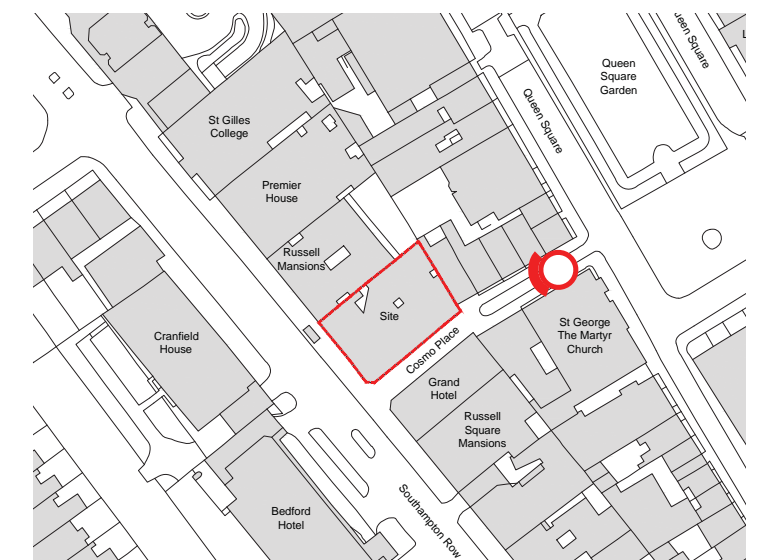 Queen Square
Queen
Square
Garden
Queen Square
St Gilles
College
Premier
House
Russell
Mansions
Site
Cranfield
House
Cosmo Place
St George
The Martyr
Church
Grand
Hotel
Russell
Square
Mansions
Southampton Row
Bedford
Hotel